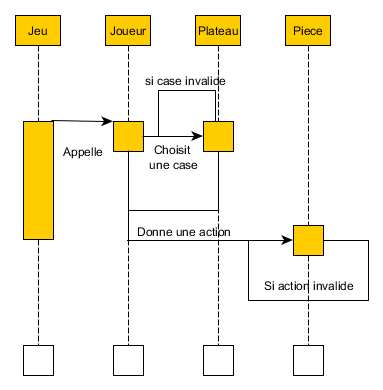 Jeu
Joueur
Plateau
Piece
si case invalide
Appelle
Choisit
une case
Donne une action
Si action invalide